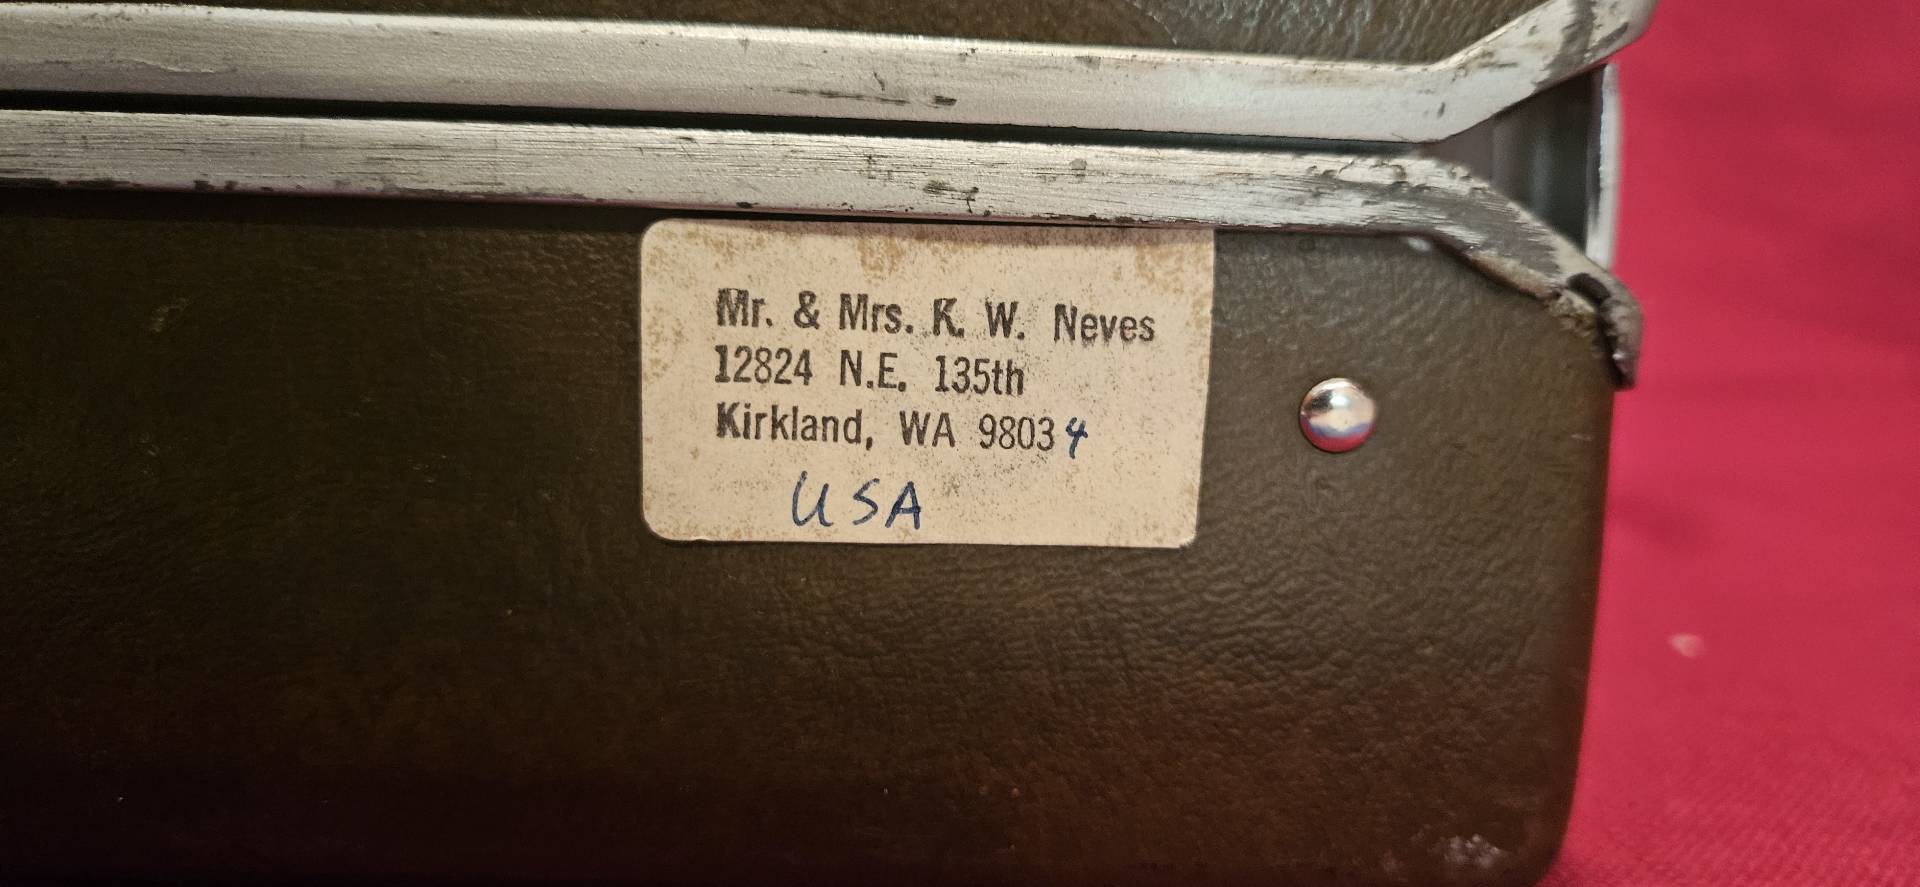 Mr. & Mrs. K. W. Neves
12824 N.E. 135th
Kirkland, WA 98034
USA